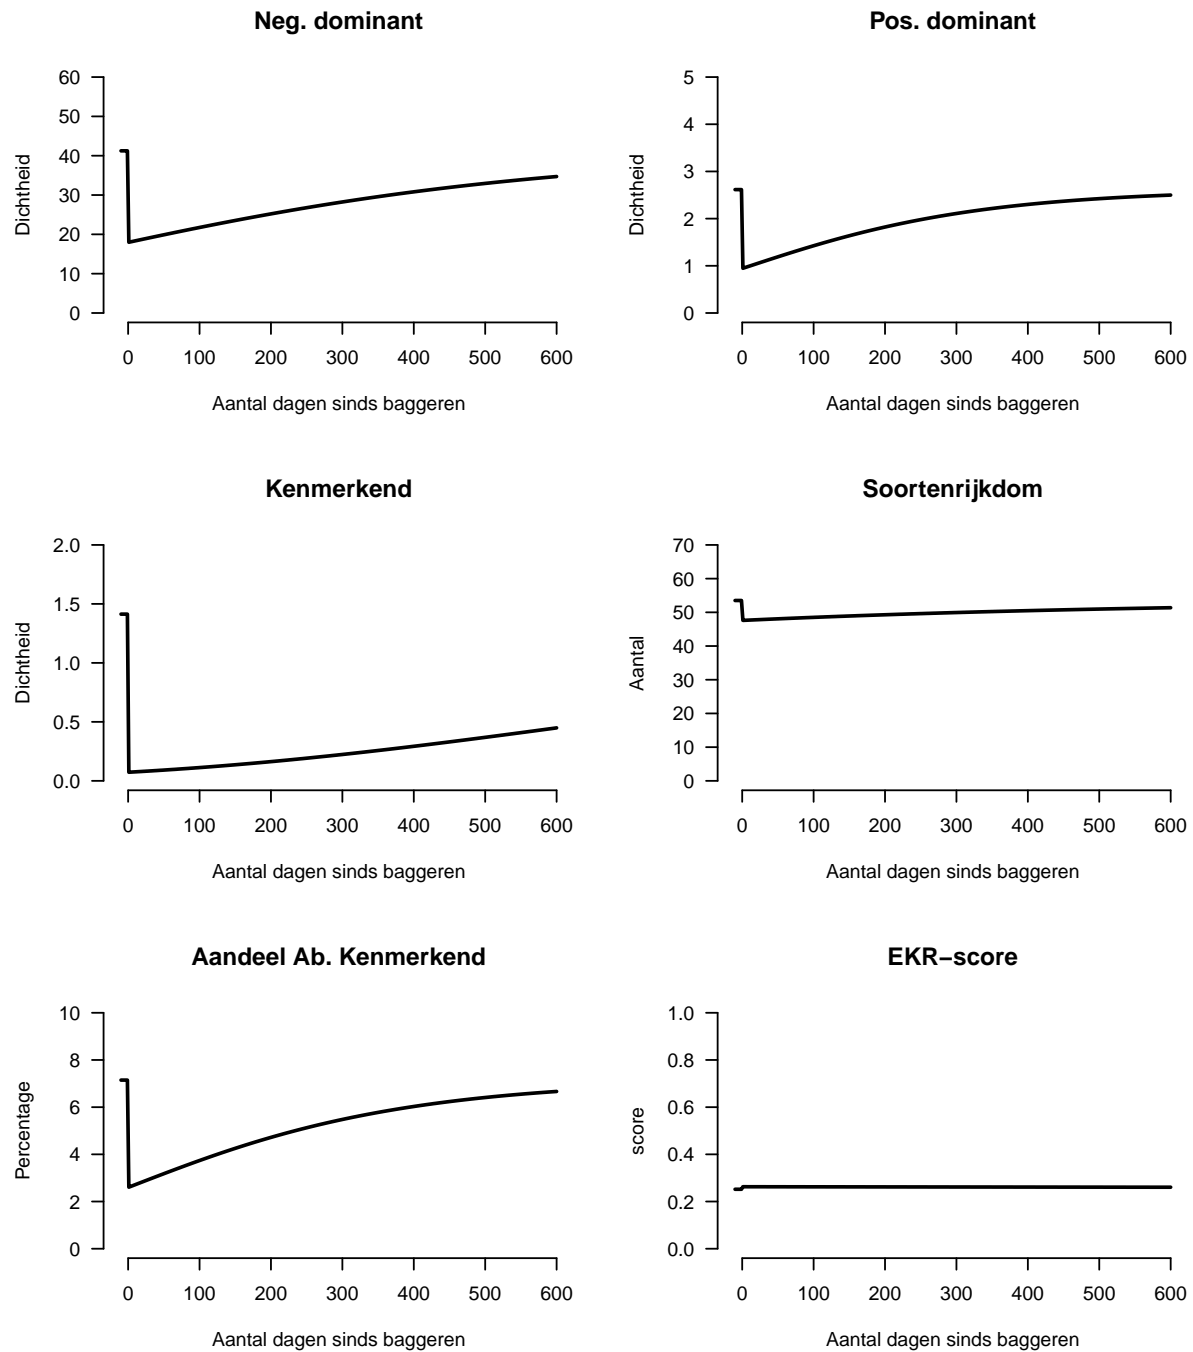 Neg. dominant
60
50
40
30
20
10
0
Dichtheid
0 100 200 300 400 500 600
Aantal dagen sinds baggeren
Pos. dominant
5
4
3
2
1
0
Dichtheid
0 100 200 300 400 500 600
Aantal dagen sinds baggeren
Kenmerkend
2.0
1.5
1.0
0.5
0.0
Dichtheid
0 100 200 300 400 500 600
Aantal dagen sinds baggeren
Soortenrijkdom
70
60
50
40
30
20
10
0
Aantal
0 100 200 300 400 500 600
Aantal dagen sinds baggeren
Aandeel Ab. Kenmerkend
10
8
6
4
2
0
Percentage
0 100 200 300 400 500 600
Aantal dagen sinds baggeren
EKR−score
1.0
0.8
0.6
0.4
0.2
0.0
score
0 100 200 300 400 500 600
Aantal dagen sinds baggeren